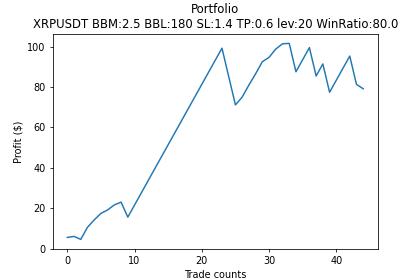 Portfolio
XRPUSDT BBM:2.5 BBL:180 SL:1.4 TP:0.6 lev:20 WinRatio:80.0
100
80
60
40
20
0
Profit ($)
0 10 20 30 40
Trade counts